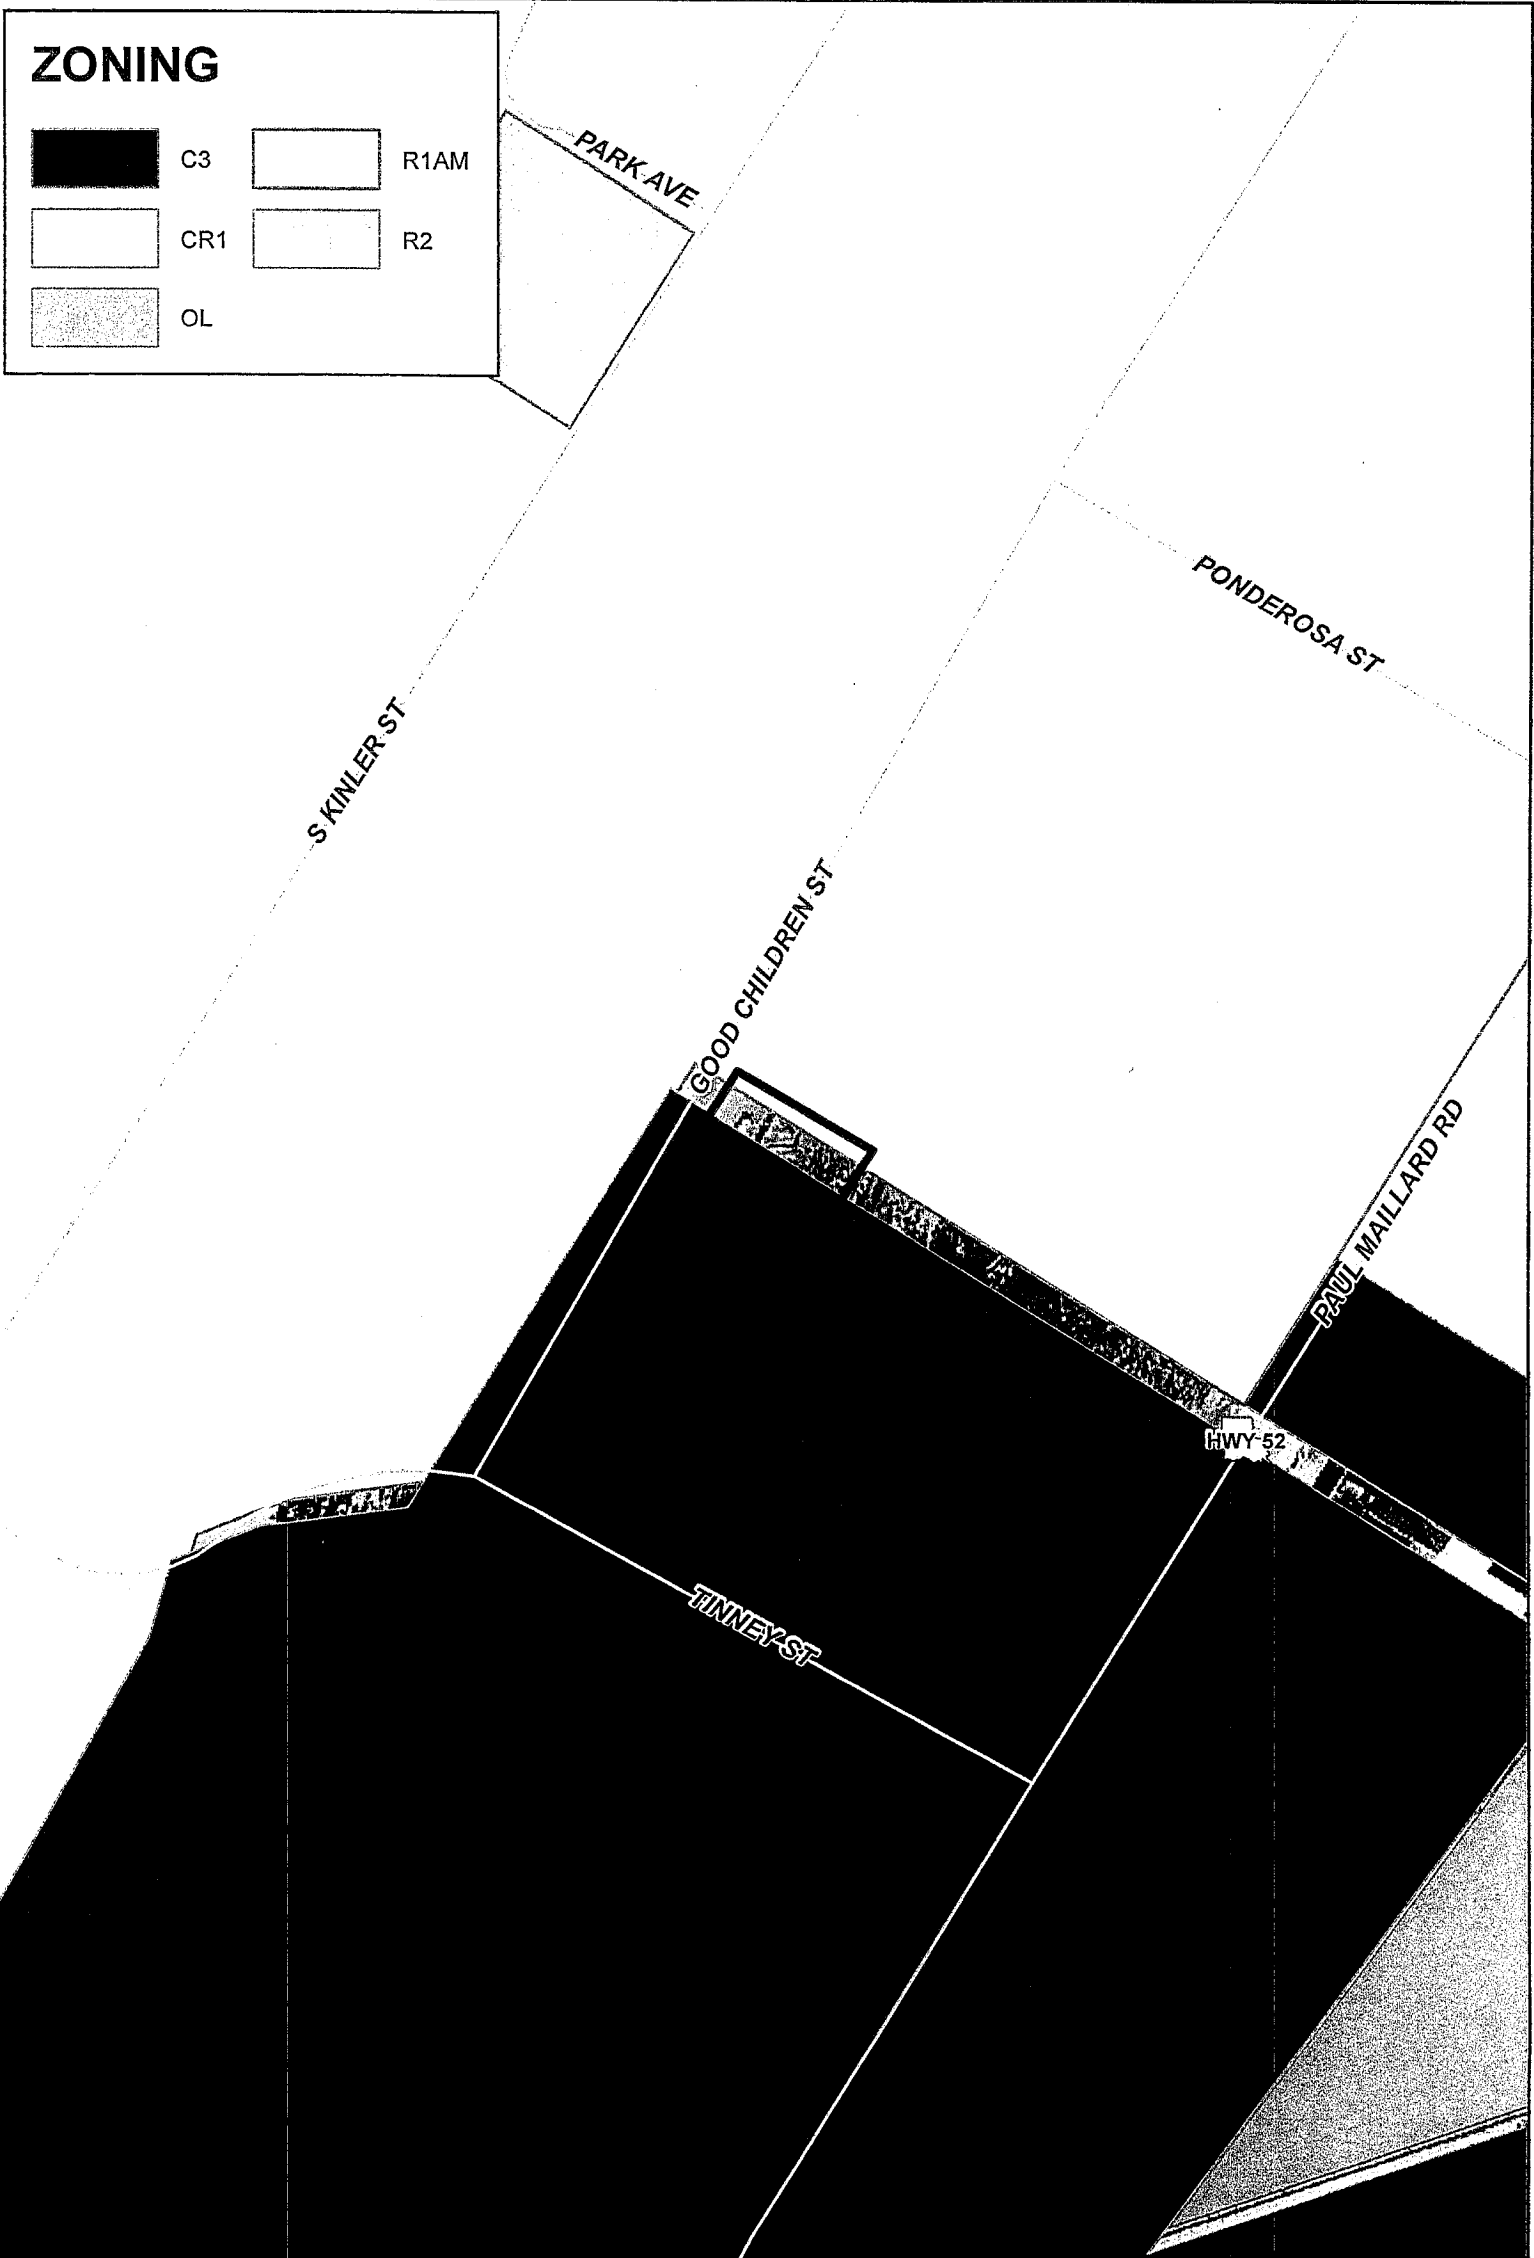 ZONING
C3
R1AM
CR1
R2
OL
PARK AVE
PONDEROSA ST
S KINLER ST
GOOD CHILDREN ST
PAUL MAILLARD RD
HWY 52
TINNEY ST